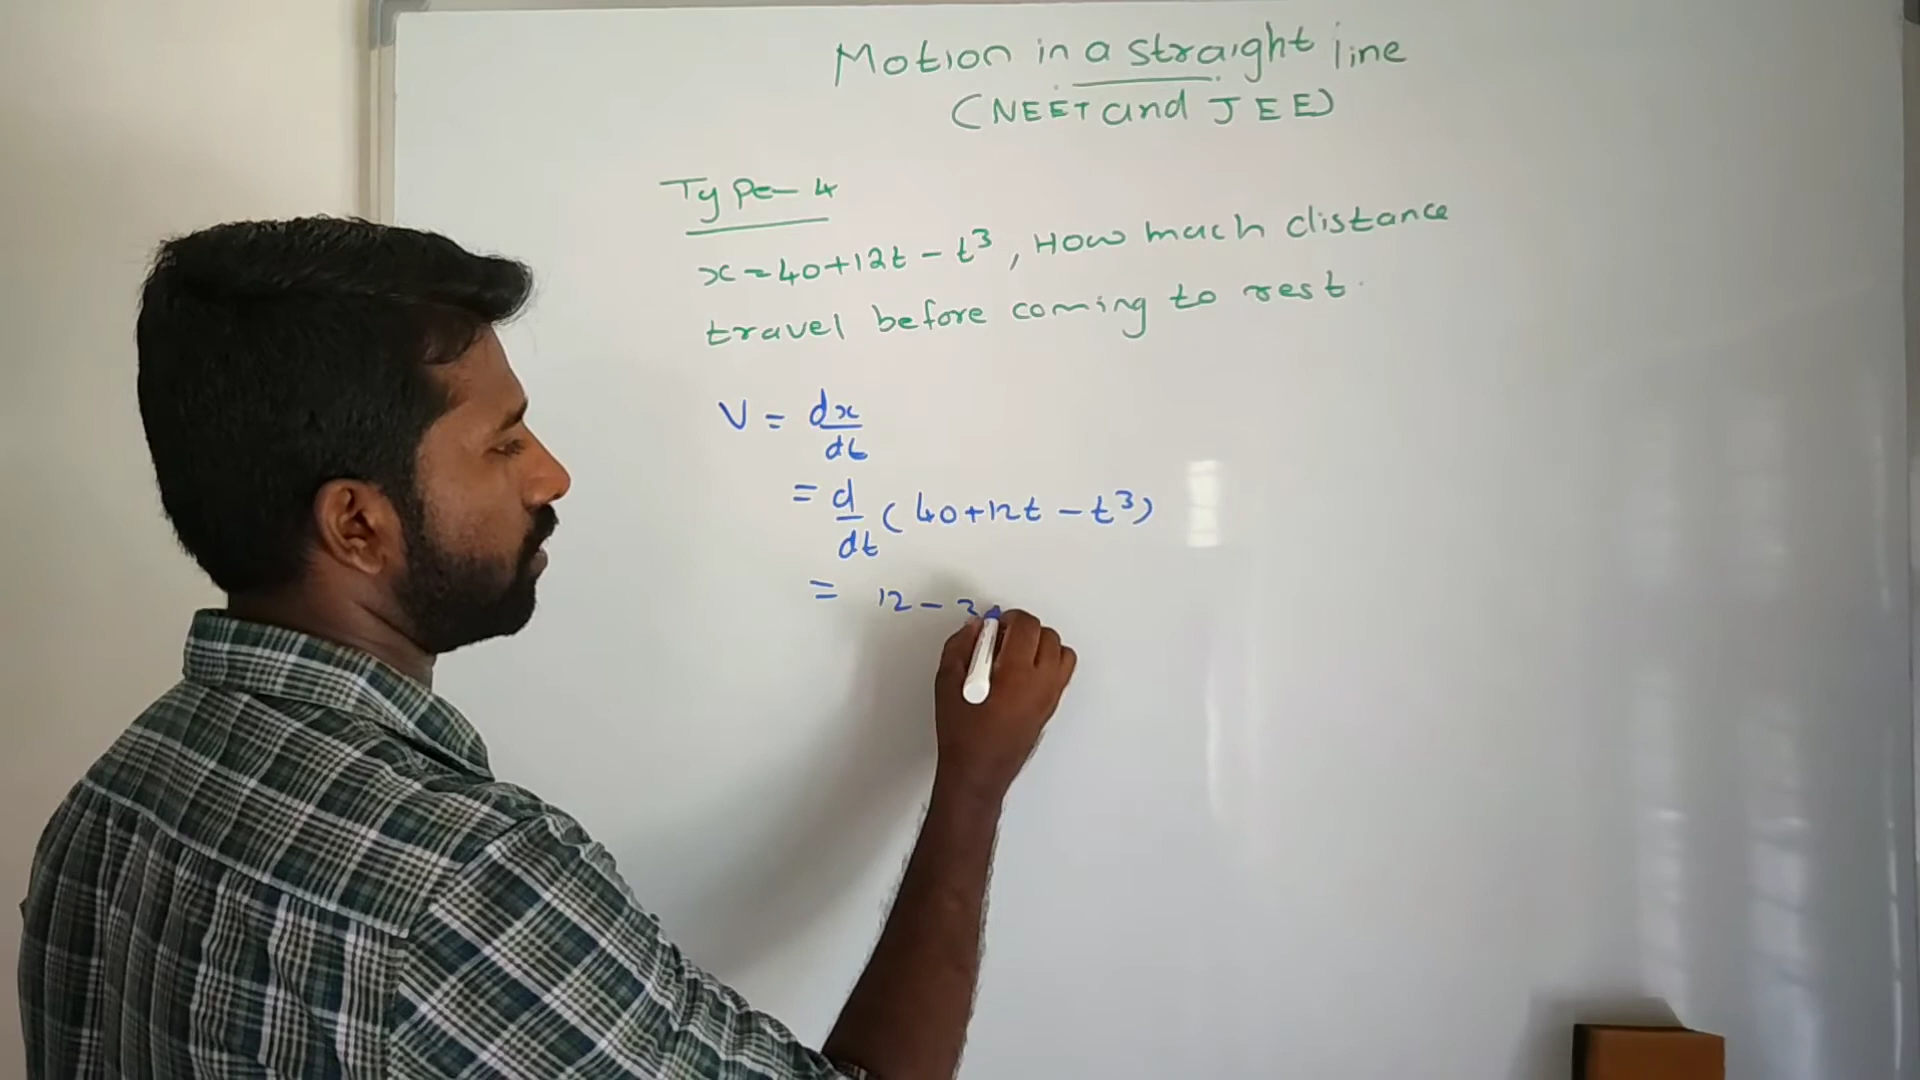 Motion in a straight line
(NEET and JEE)
Type-4
x=40+12t-t³, How much distance
travel before coming to rest.
V = dx/dt
= d/dt (40+12t-t³)
= 12-3